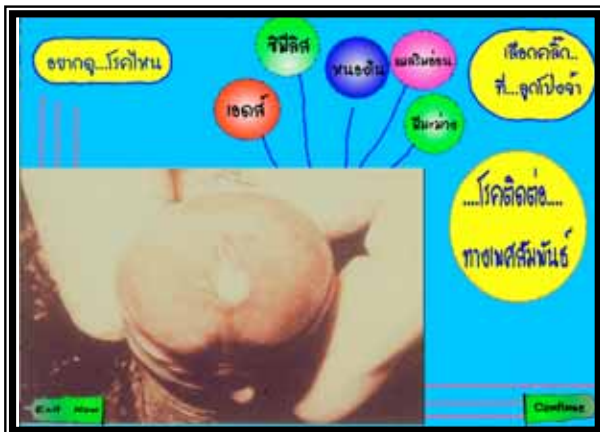 อยากดู...โรคไหน
ซิฟิลิส
หนองใน
แผลริมอ่อน
เอดส์
ฝีมะม่วง
เลือกคลิ๊ก..
ที่...ลูกโป่งจ้า
....โรคติดต่อ....
ทางเพศสัมพันธ์
Exit Now
Continue